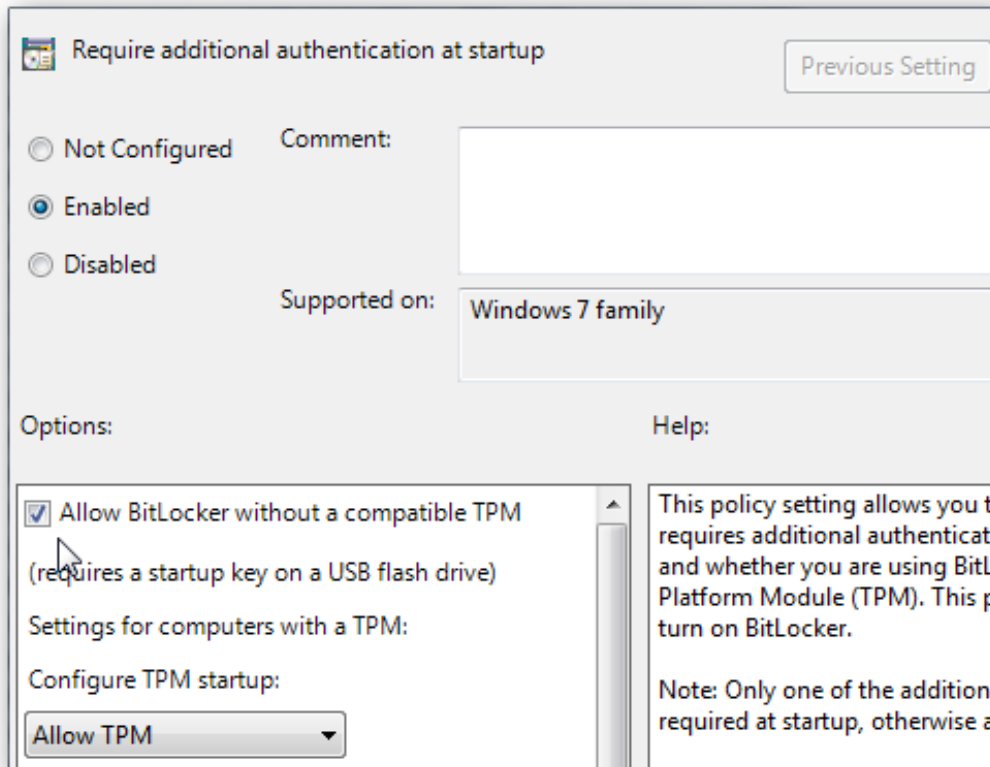 Require additional authentication at startup
Previous Setting
Not Configured
Comment:
Enabled
Disabled
Supported on:
Windows 7 family
Options:
Help:
Allow BitLocker without a compatible TPM
(requires a startup key on a USB flash drive)
Settings for computers with a TPM:
Configure TPM startup:
Allow TPM
This policy setting allows you
requires additional
and whether you are using
Platform Module (TPM). This
turn on BitLocker.
Note: Only one of the
required at startup, otherwise